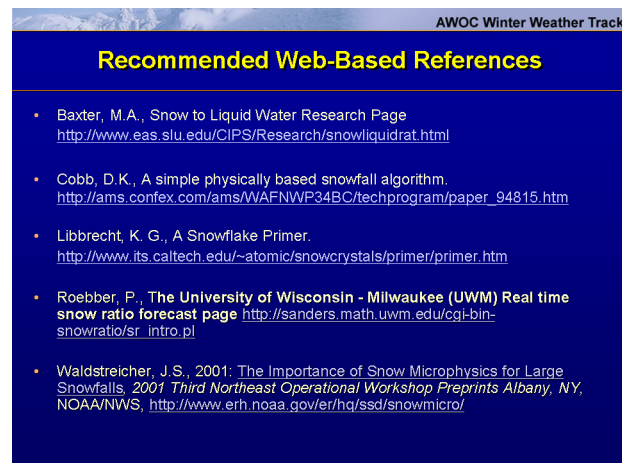 AWOC Winter Weather Track
Recommended Web-Based References
• Baxter, M.A., Snow to Liquid Water Research Page
http://www.eas.slu.edu/CIPS/Research/snowliquidrat.html
• Cobb, D.K., A simple physically based snowfall algorithm.
http://ams.confex.com/ams/WAFNWP34BC/techprogram/paper_94815.htm
• Libbrecht, K. G., A Snowflake Primer.
http://www.its.caltech.edu/~atomic/snowcrystals/primer/primer.htm
• Roebber, P., The University of Wisconsin - Milwaukee (UWM) Real time
snow ratio forecast page http://sanders.math.uwm.edu/cgi-bin-
snowratio/sr_intro.pl
• Waldstreicher, J.S., 2001: The Importance of Snow Microphysics for Large
Snowfalls, 2001 Third Northeast Operational Workshop Preprints Albany, NY,
NOAA/NWS, http://www.erh.noaa.gov/er/hq/ssd/snowmicro/